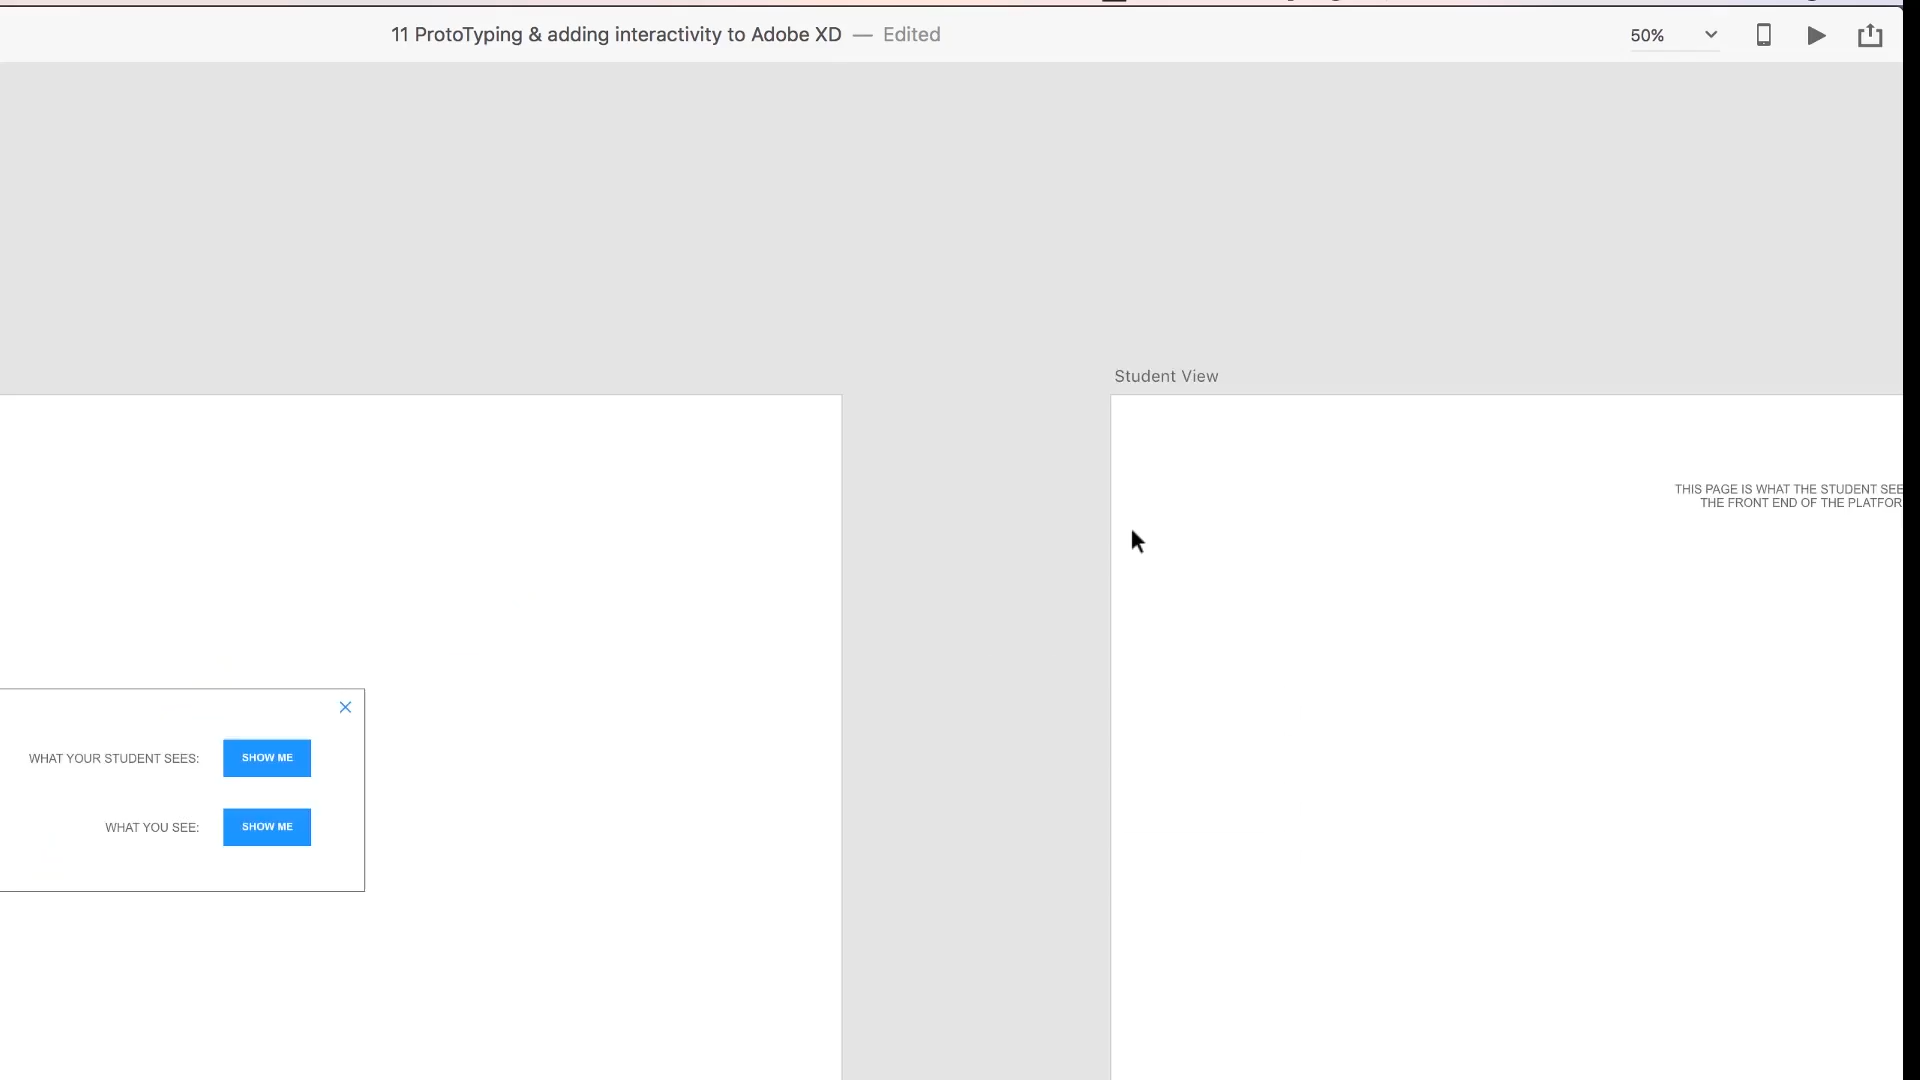 11 ProtoTyping & adding interactivity to Adobe XD — Edited
50%
Student View
THIS PAGE IS WHAT THE STUDENT SEE
THE FRONT END OF THE PLATFOR
WHAT YOUR STUDENT SEES:
SHOW ME
WHAT YOU SEE:
SHOW ME